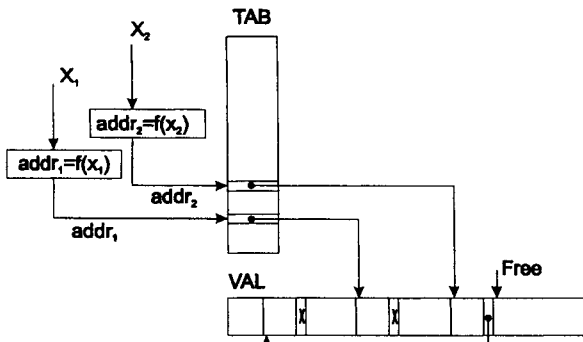 TAB
X₂
X₁
addr₂=f(x₂)
addr₁=f(x₁)
addr₂
addr₁
Free
VAL